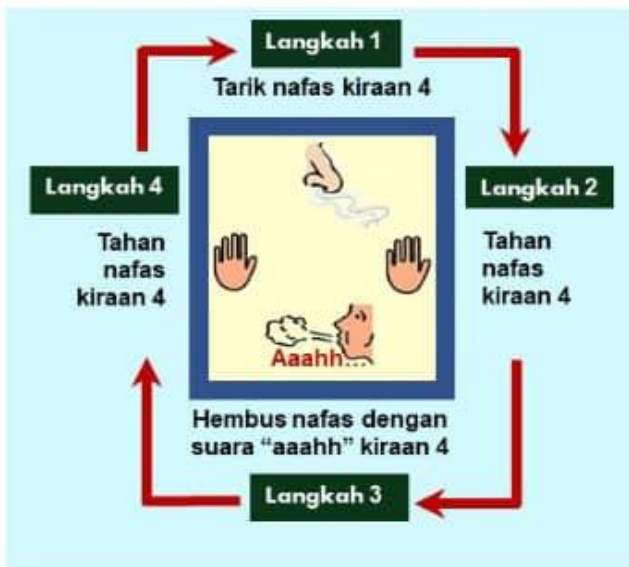 Langkah 1
Tarik nafas kiraan 4
Langkah 2
Tahan
nafas
kiraan 4
Aaahh...
Hembus nafas dengan
suara “aaahh” kiraan 4
Langkah 3
Langkah 4
Tahan
nafas
kiraan 4